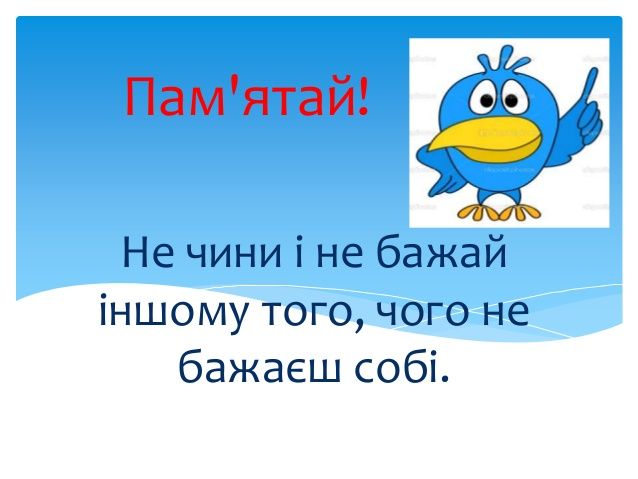 Пам'ятай!
Не чини і не бажай
іншому того, чого не
бажаєш собі.